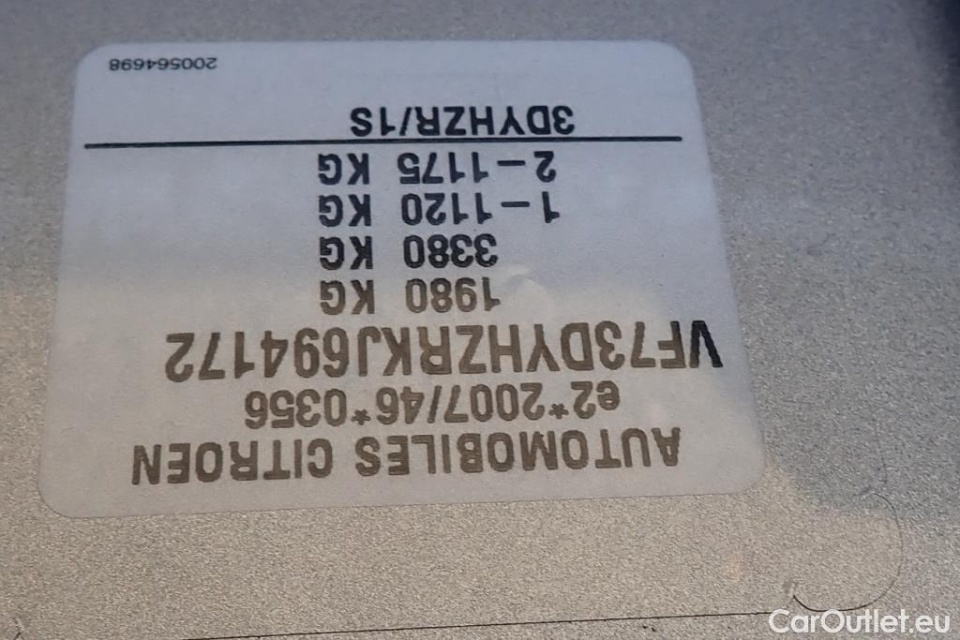 AUTOMOBILES CITROEN
e2*2007/46*0356
VF73DYHZRKJ694172
1980 KG
3380 KG
1-1120 KG
2-1175 KG
3DYHZR/1S
200564698
CarOutlet.eu